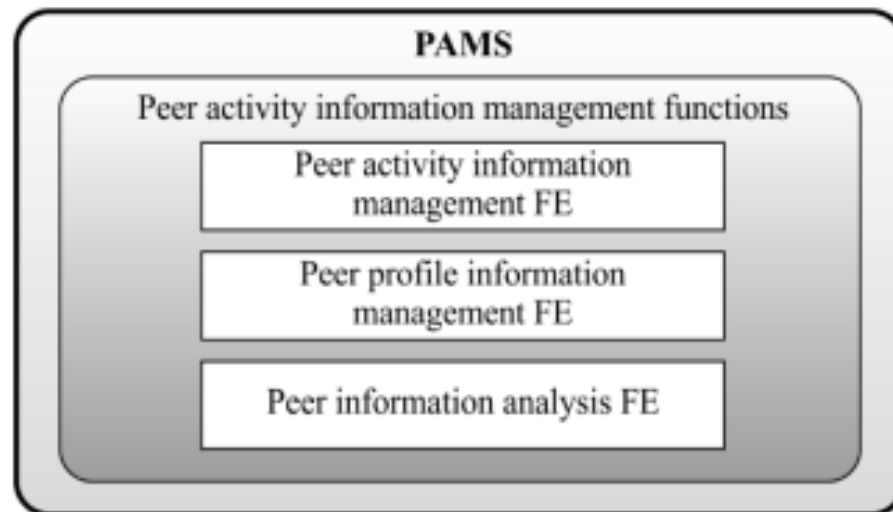 PAMS
Peer activity information management functions
Peer activity information
management FE
Peer profile information
management FE
Peer information analysis FE